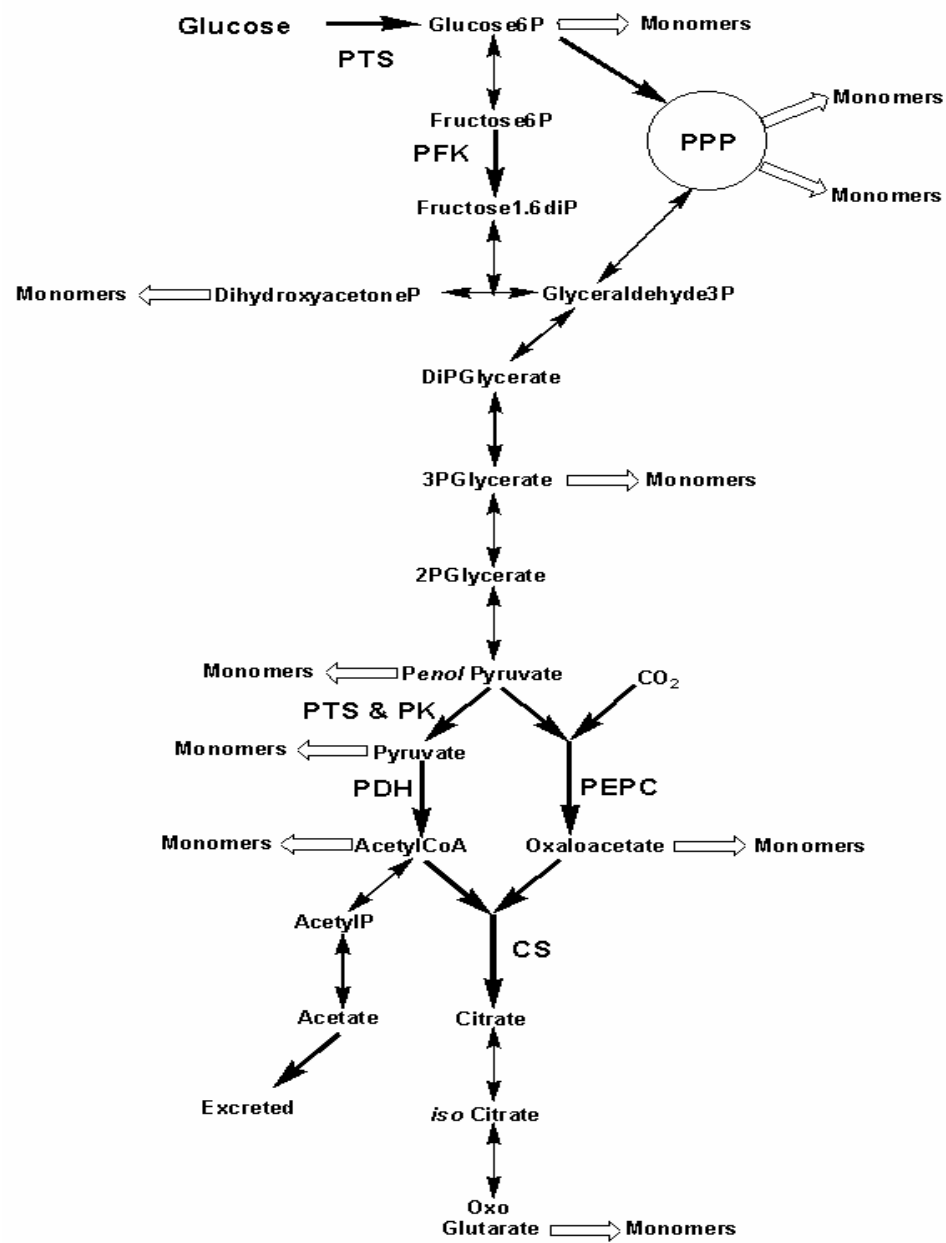 Glucose
Glucose6P
Monomers
PTS
Monomers
Fructose6P
PFK
PPP
Monomers
Fructose1.6diP
Monomers
DihydroxyacetoneP
Glyceraldehyde3P
DiPGlycerate
3PGlycerate
Monomers
2PGlycerate
Monomers
Penol Pyruvate
CO₂
PTS & PK
Monomers
Pyruvate
PDH
PEPC
Monomers
AcetylCoA
Oxaloacetate
Monomers
AcetylP
CS
Acetate
Citrate
Excreted
iso Citrate
Oxo
Glutarate
Monomers